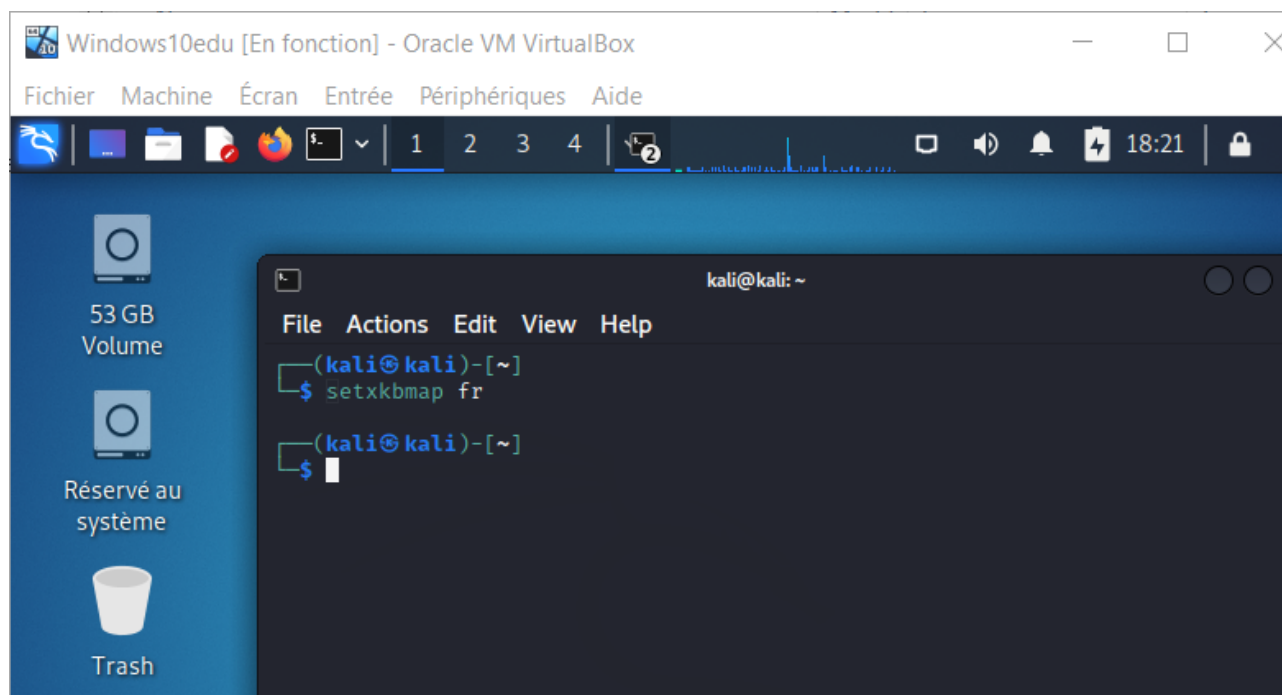 Windows10edu [En fonction] - Oracle VM VirtualBox
Fichier Machine Écran Entrée Périphériques Aide
1 2 3 4 2 18:21
53 GB
Volume
Réservé au
système
Trash
kali@kali: ~
File Actions Edit View Help
┌──(kali㉿kali)-[~]
└─$ setxkbmap fr
┌──(kali㉿kali)-[~]
└─$